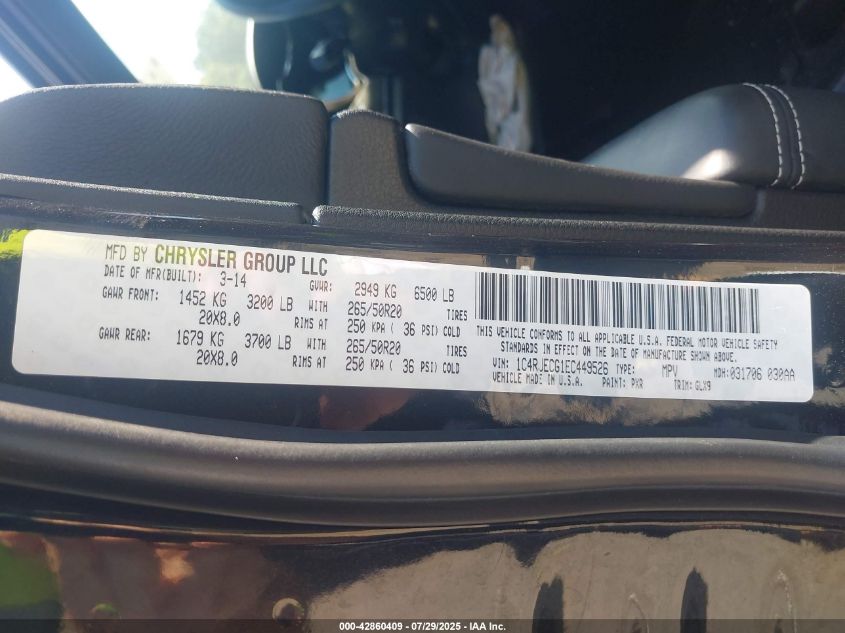 MFD BY CHRYSLER GROUP LLC
DATE OF MFR(BUILT): 3-14 GVWR: 2949 KG 6500 LB
GAWR FRONT: 1452 KG 3200 LB WITH 265/50R20 TIRES
20X8.0 RIMS AT 250 KPA ( 36 PSI) COLD
GAWR REAR: 1679 KG 3700 LB WITH 265/50R20 TIRES
20X8.0 RIMS AT 250 KPA ( 36 PSI) COLD
THIS VEHICLE CONFORMS TO ALL APPLICABLE U.S.A. FEDERAL MOTOR VEHICLE SAFETY
STANDARDS IN EFFECT ON THE DATE OF MANUFACTURE SHOWN ABOVE.
VIN: 1C4RJECG1EC449526 TYPE: MPV MDH: 031706 030AA
VEHICLE MADE IN U.S.A. PAINT: PXR TRIM: GLX9
000-42860409 - 07/29/2025 - IAA Inc.